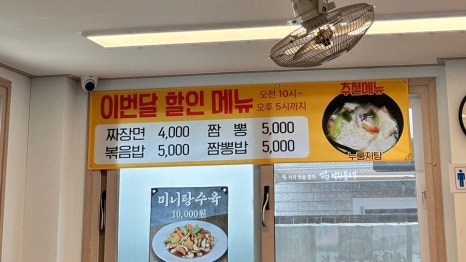 이번달 할인 메뉴
오전 10시~
오후 5시까지
짜장면 4,000 짬 뽕 5,000
볶음밥 5,000 짬뽕밥 5,000
추천메뉴
누룽지탕
미니탕수육
10,000원